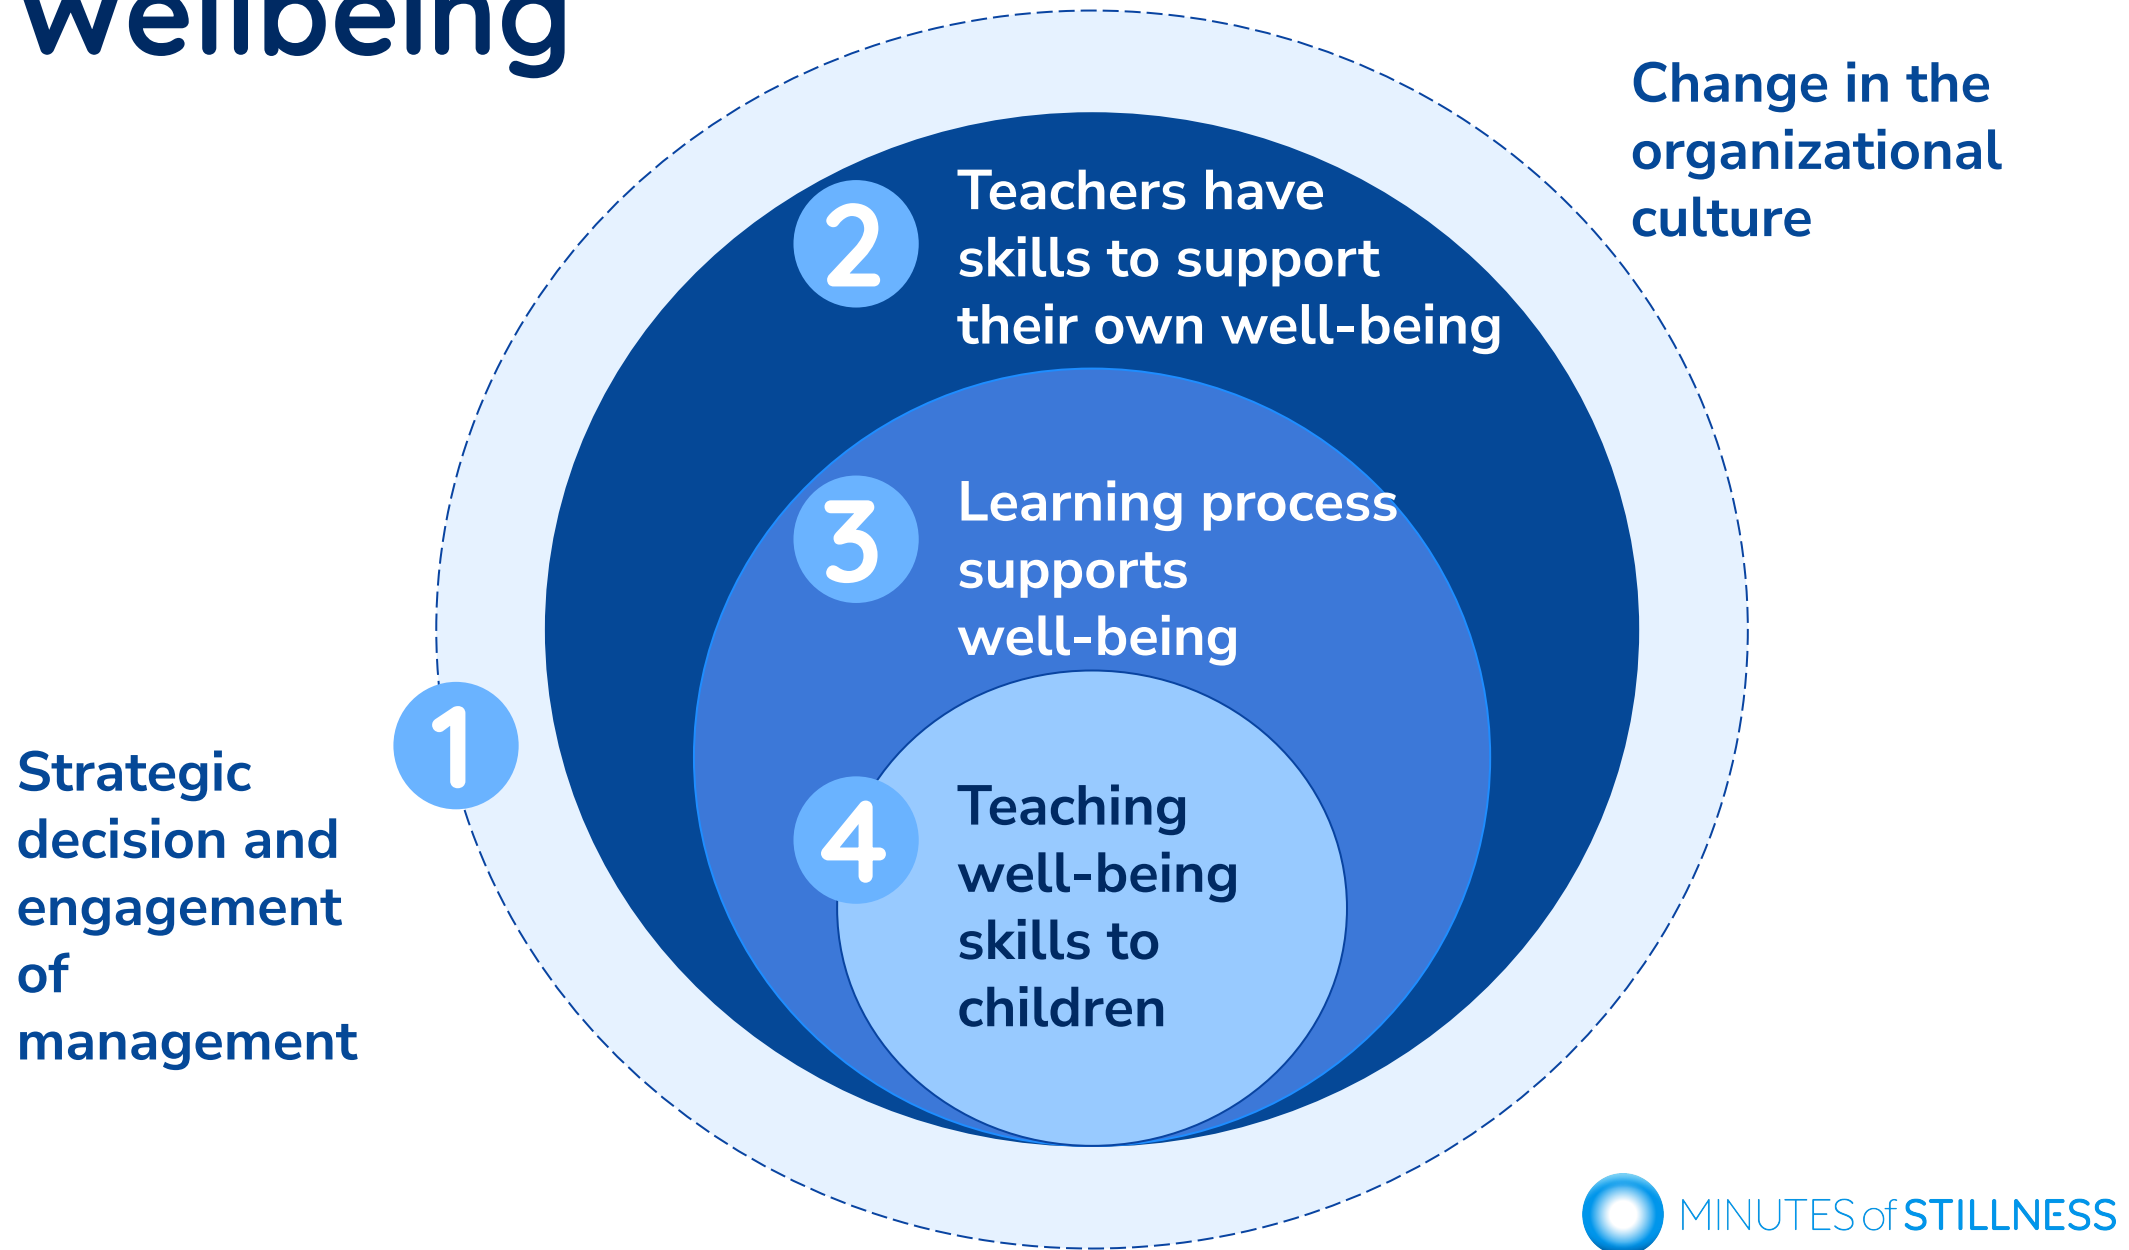 Wellbeing
Change in the
organizational
culture
2
Teachers have
skills to support
their own well-being
3
Learning process
supports
well-being
1
Strategic
decision and
engagement
of
management
4
Teaching
well-being
skills to
children
MINUTES of STILLNESS